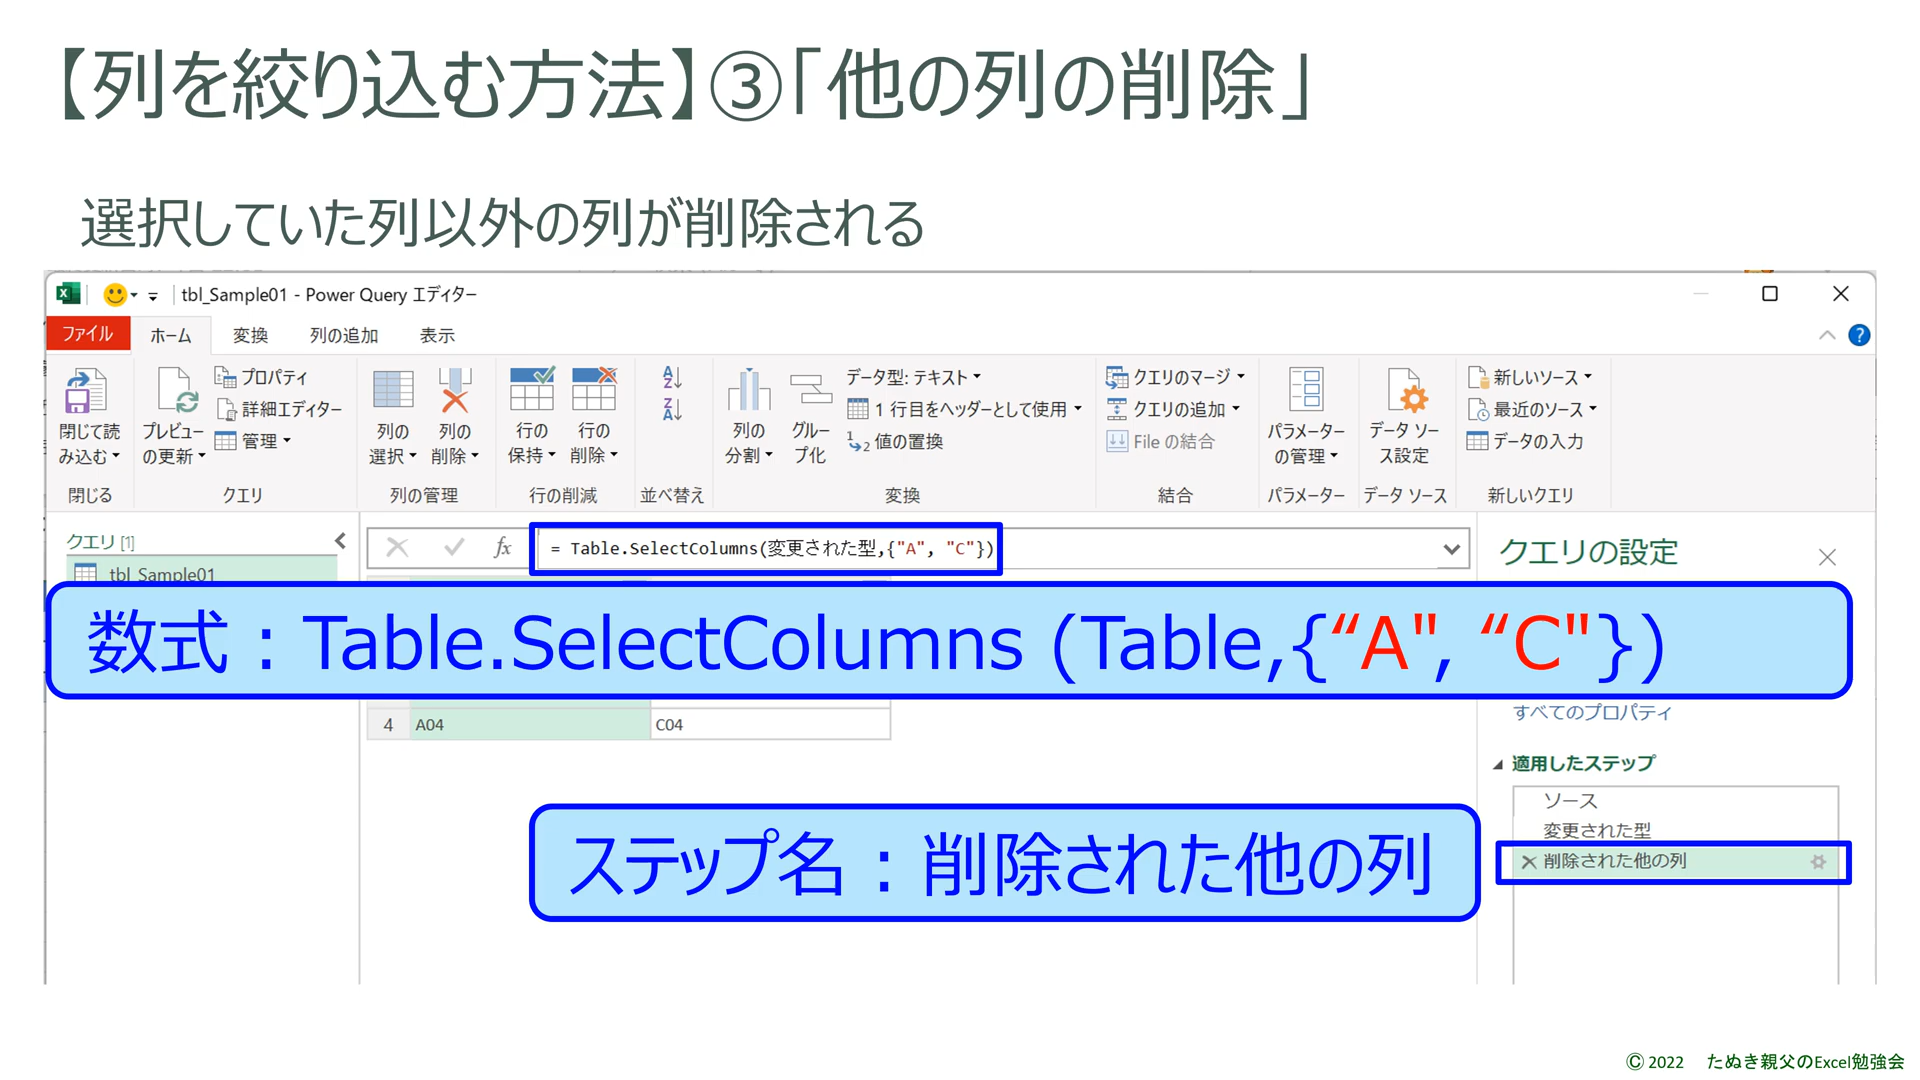 【列を絞り込む方法】③「他の列の削除」
選択していた列以外の列が削除される
tbl_Sample01 - Power Query エディター
ファイル ホーム 変換 列の追加 表示
閉じて読み込む
プレビューの更新
プロパティ
詳細エディター
管理
列の選択
列の削除
行の保持
行の削除
列の分割
グループ化
データ型: テキスト
1 行目をヘッダーとして使用
値の置換
クエリのマージ
クエリの追加
File の結合
パラメーターの管理
データ ソース設定
新しいソース
最近のソース
データの入力
閉じる クエリ 列の管理 行の削減 並べ替え 変換 結合 パラメーター データ ソース 新しいクエリ
クエリ [1]
tbl_Sample01
fx = Table.SelectColumns(変更された型,{"A", "C"})
クエリの設定
数式：Table.SelectColumns (Table,{“A", “C"})
4 A04 C04
すべてのプロパティ
適用したステップ
ソース
変更された型
削除された他の列
ステップ名：削除された他の列
© 2022 たぬき親父のExcel勉強会